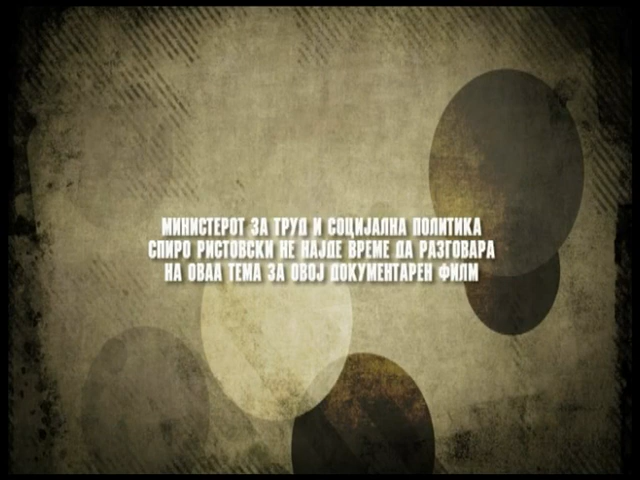 МИНИСТЕРОТ ЗА ТРУД И СОЦИЈАЛНА ПОЛИТИКА
СПИРО РИСТОВСКИ НЕ НАЈДЕ ВРЕМЕ ДА РАЗГОВАРА
НА ОВАА ТЕМА ЗА ОВОЈ ДОКУМЕНТАРЕН ФИЛМ